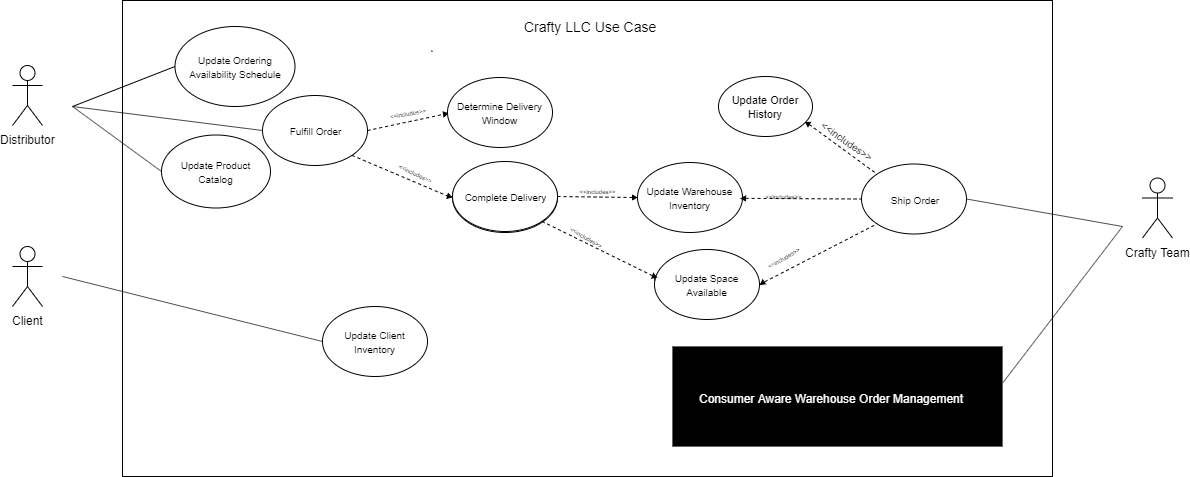 Crafty LLC Use Case
Update Ordering
Availability Schedule
Distributor
Fulfill Order
<<includes>>
Determine Delivery
Window
Update Order
History
<<includes>>
Update Product
Catalog
<<includes>>
Complete Delivery
<<includes>>
Update Warehouse
Inventory
<<includes>>
Ship Order
<<includes>>
Update Space
Available
<<includes>>
Crafty Team
Client
Update Client
Inventory
Consumer Aware Warehouse Order Management